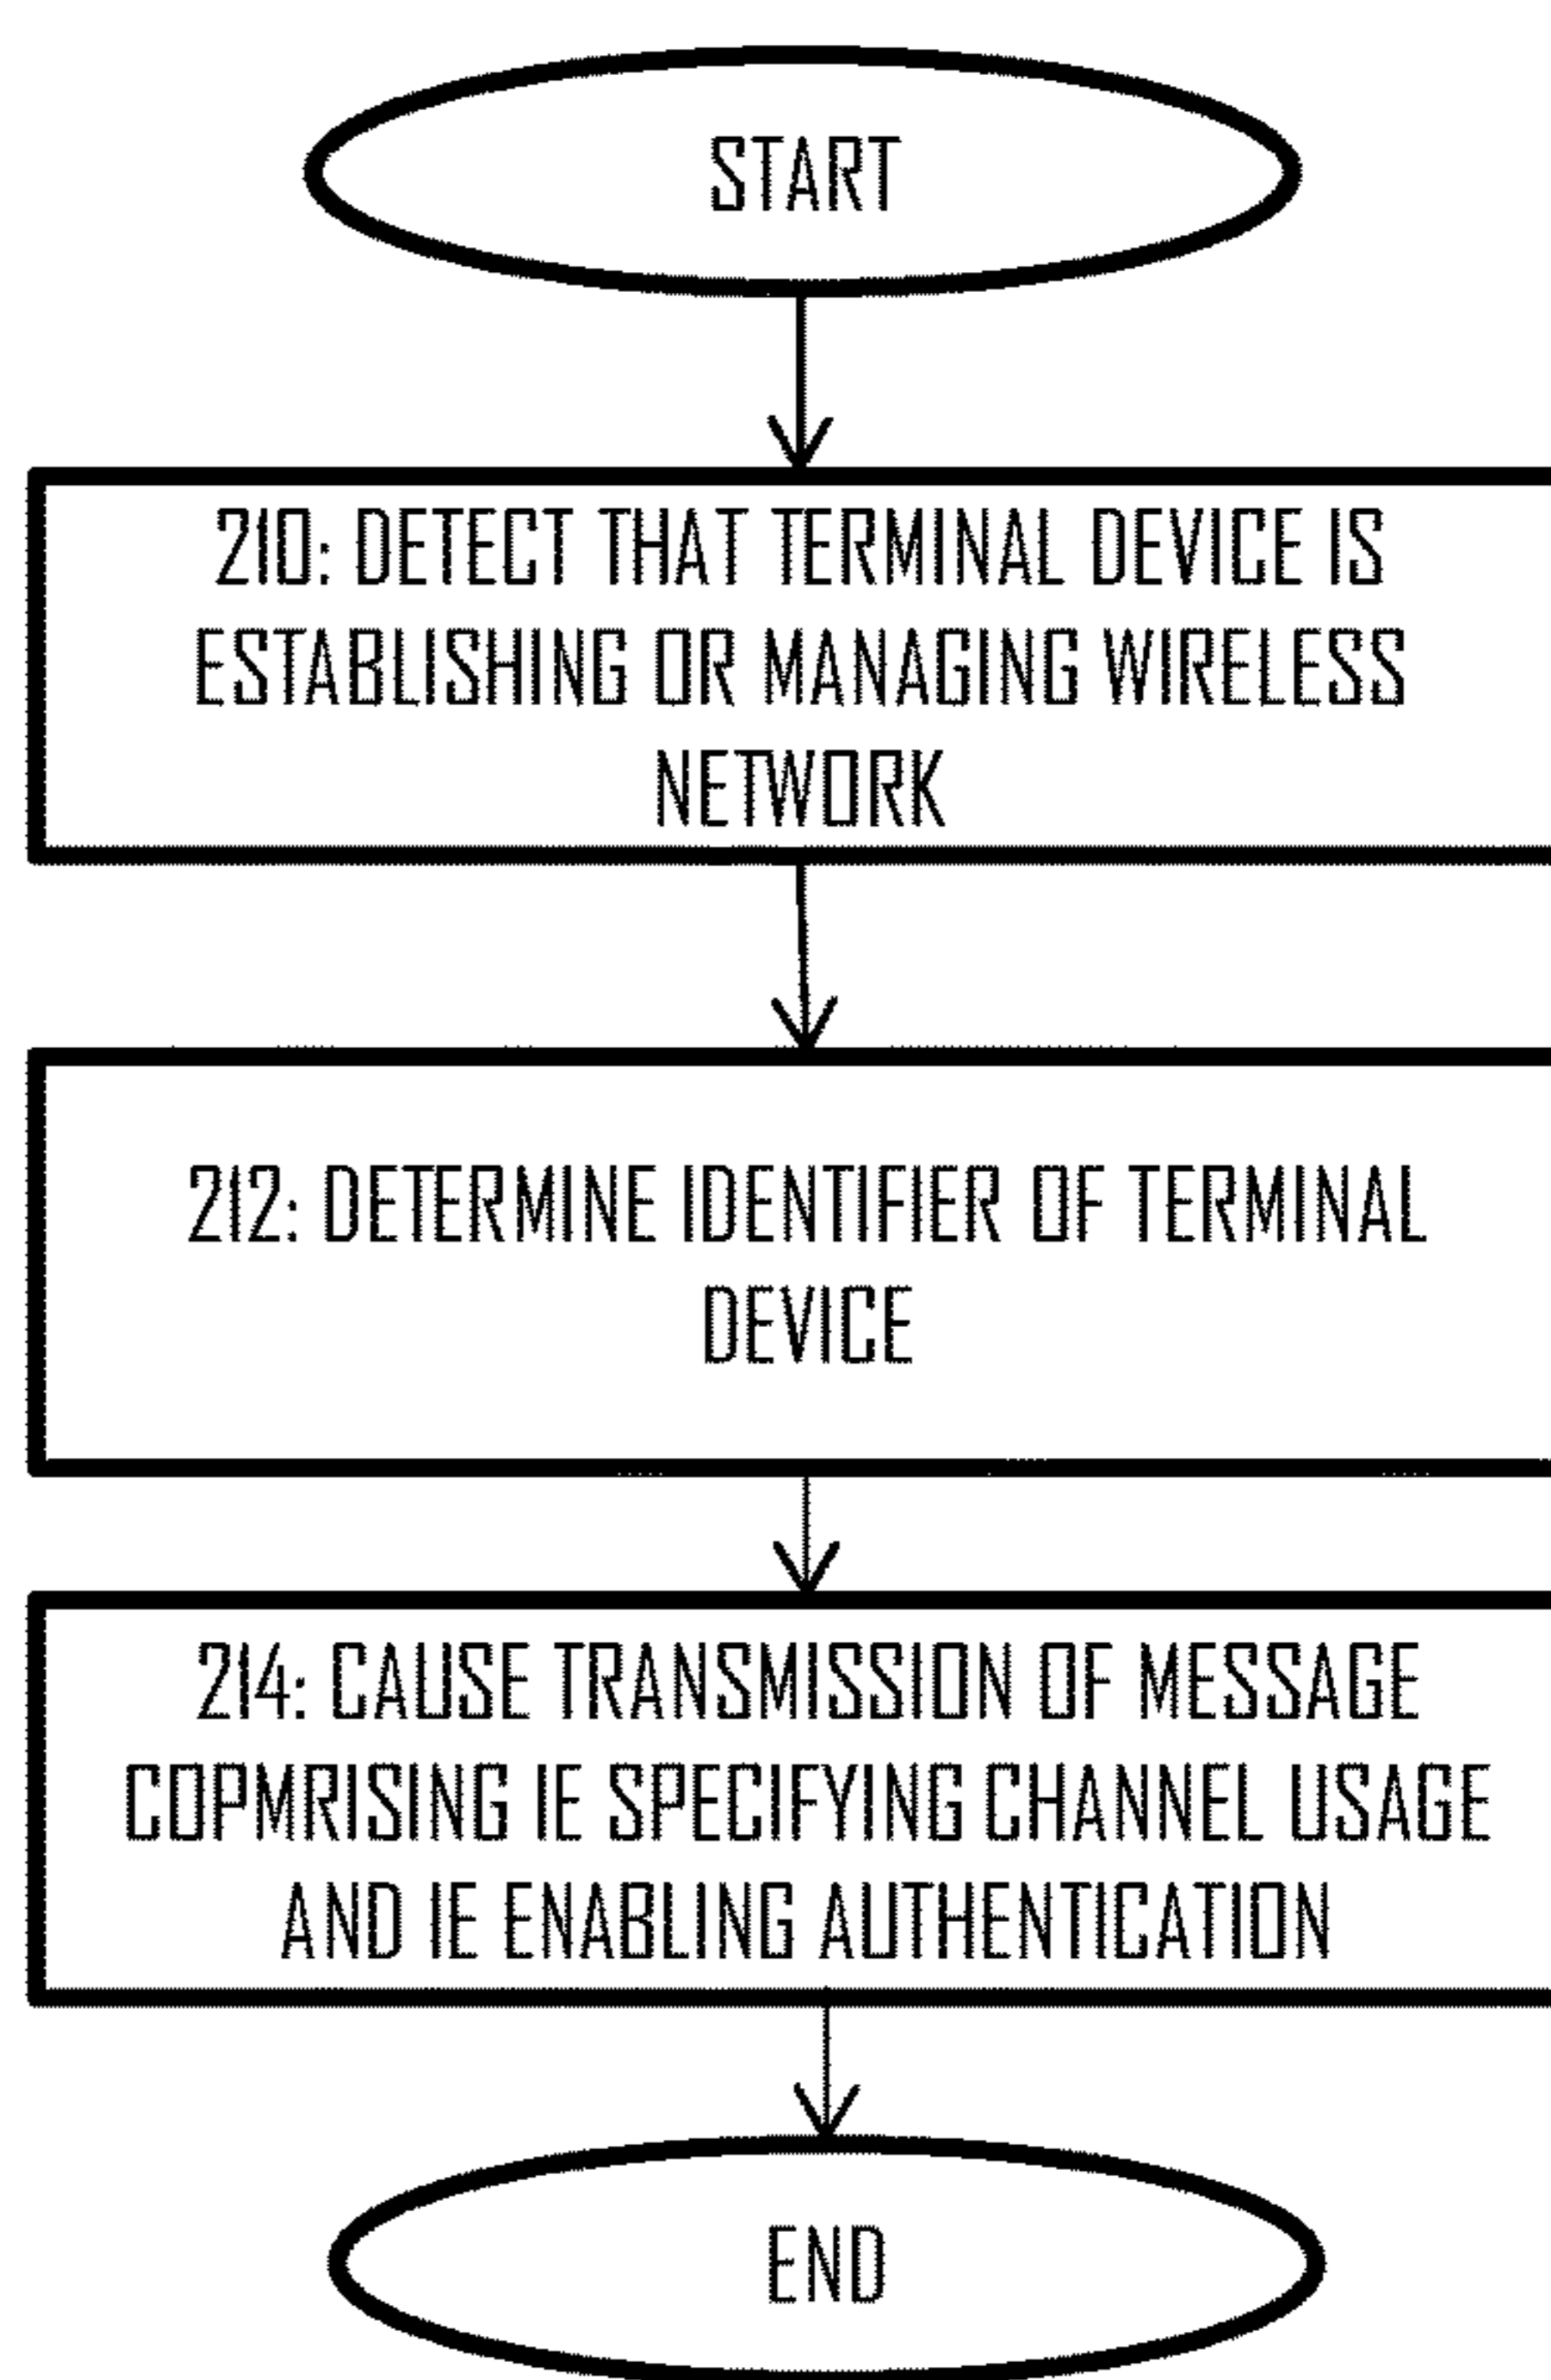 START
210: DETECT THAT TERMINAL DEVICE IS
ESTABLISHING OR MANAGING WIRELESS
NETWORK
212: DETERMINE IDENTIFIER OF TERMINAL
DEVICE
214: CAUSE TRANSMISSION OF MESSAGE
COPMRISING IE SPECIFYING CHANNEL USAGE
AND IE ENABLING AUTHENTICATION
END